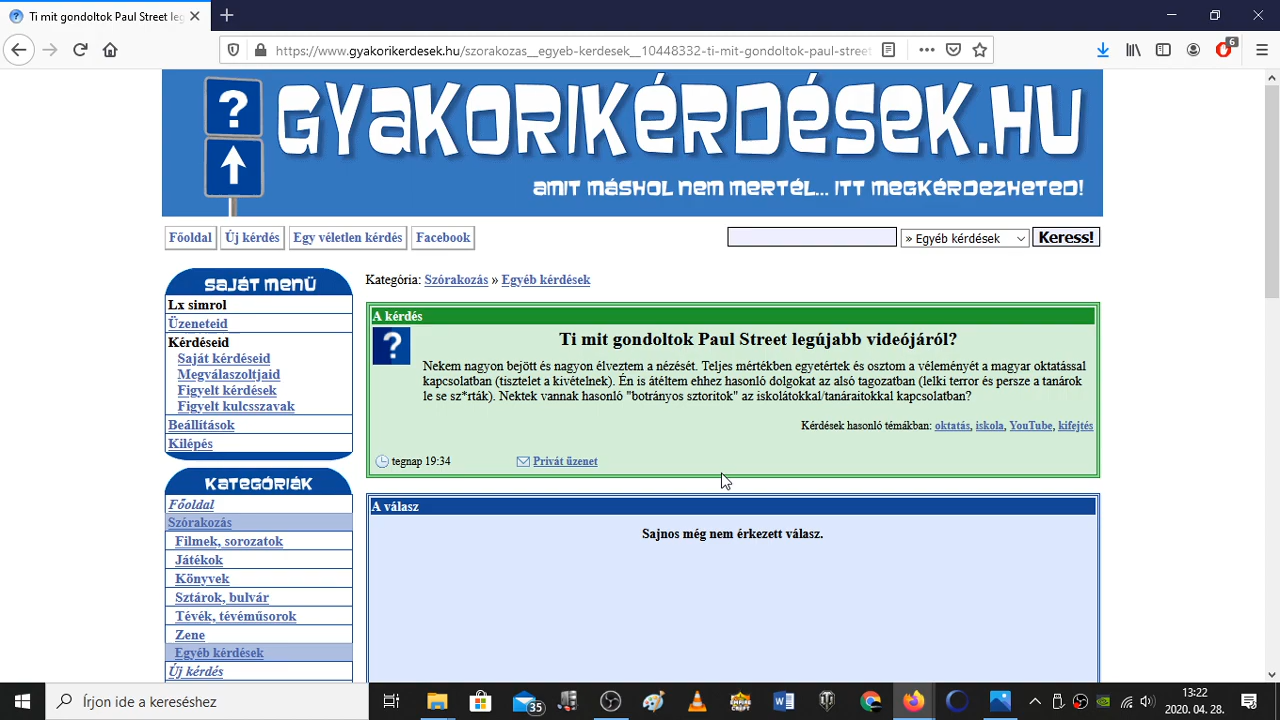 Ti mit gondoltok Paul Street leg
https://www.gyakorikerdesek.hu/szorakozas__egyeb-kerdesek__10448332-ti-mit-gondoltok-paul-street
6
GYAKORIKÉRDÉSEK.HU
AMIT MÁSHOL NEM MERTÉL... ITT MEGKÉRDEZHETED!
Főoldal Új kérdés Egy véletlen kérdés Facebook
» Egyéb kérdések Keress!
SAJÁT MENÜ
Lx simrol
Üzeneteid
Kérdéseid
Saját kérdéseid
Megválaszoltjaid
Figyelt kérdések
Figyelt kulcsszavak
Beállítások
Kilépés
KATEGÓRIÁK
Főoldal
Szórakozás
Filmek, sorozatok
Játékok
Könyvek
Sztárok, bulvár
Tévék, tévéműsorok
Zene
Egyéb kérdések
Új kérdés
Kategória: Szórakozás » Egyéb kérdések
A kérdés
Ti mit gondoltok Paul Street legújabb videójáról?
Nekem nagyon bejött és nagyon élveztem a nézését. Teljes mértékben egyetértek és osztom a véleményét a magyar oktatással
kapcsolatban (tisztelet a kivételnek). Én is átéltem ehhez hasonló dolgokat az alsó tagozatban (lelki terror és persze a tanárok
le se sz*rták). Nektek vannak hasonló "botrányos sztoritok" az iskolátokkal/tanáraitokkal kapcsolatban?
Kérdések hasonló témákban: oktatás, iskola, YouTube, kifejtés
tegnap 19:34 Privát üzenet
A válasz
Sajnos még nem érkezett válasz.
Írjon ide a kereséshez
35
EMPIRE
CRAFT
13:22
2020. 04. 28.